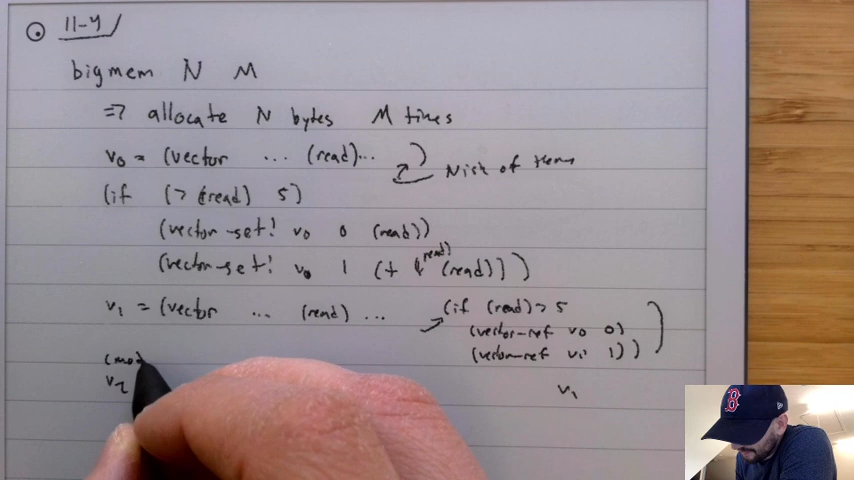 11-4
bigmem N M
=> allocate N bytes M times
v0 = (vector ... (read)... )
N is # of
(if (> (read) 5)
(vector-set! v0 0 (read))
(read)
(vector-set! v0 1 (+ (read))))
v1 = (vector ... (read) ...
(if (read) > 5
(vector-ref v0 0)
(vector-ref v1 1)))
v2
v1
B